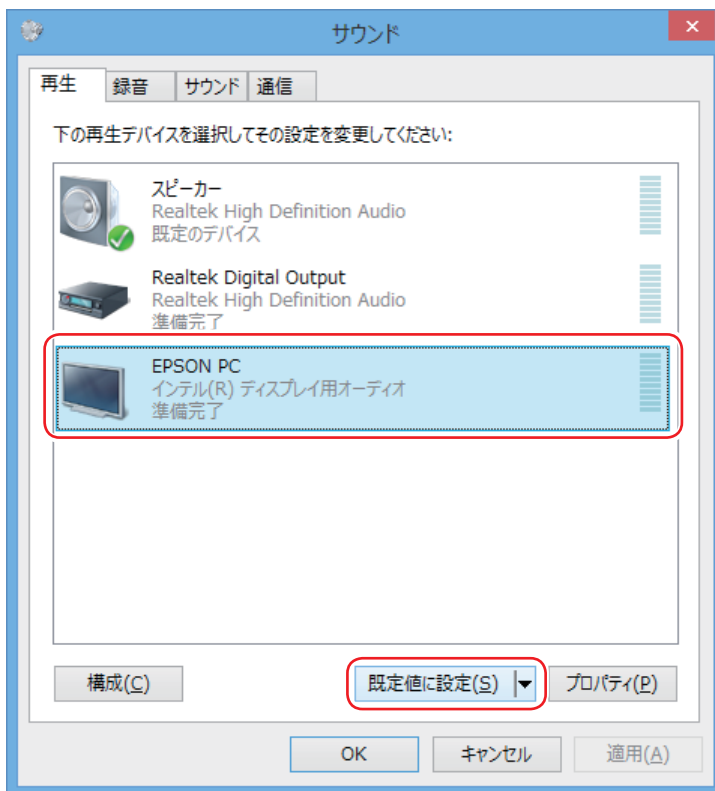 サウンド
再生 録音 サウンド 通信
下の再生デバイスを選択してその設定を変更してください:
スピーカー
Realtek High Definition Audio
既定のデバイス
Realtek Digital Output
Realtek High Definition Audio
準備完了
EPSON PC
インテル(R) ディスプレイ用オーディオ
準備完了
構成(C) 既定値に設定(S) プロパティ(P)
OK キャンセル 適用(A)